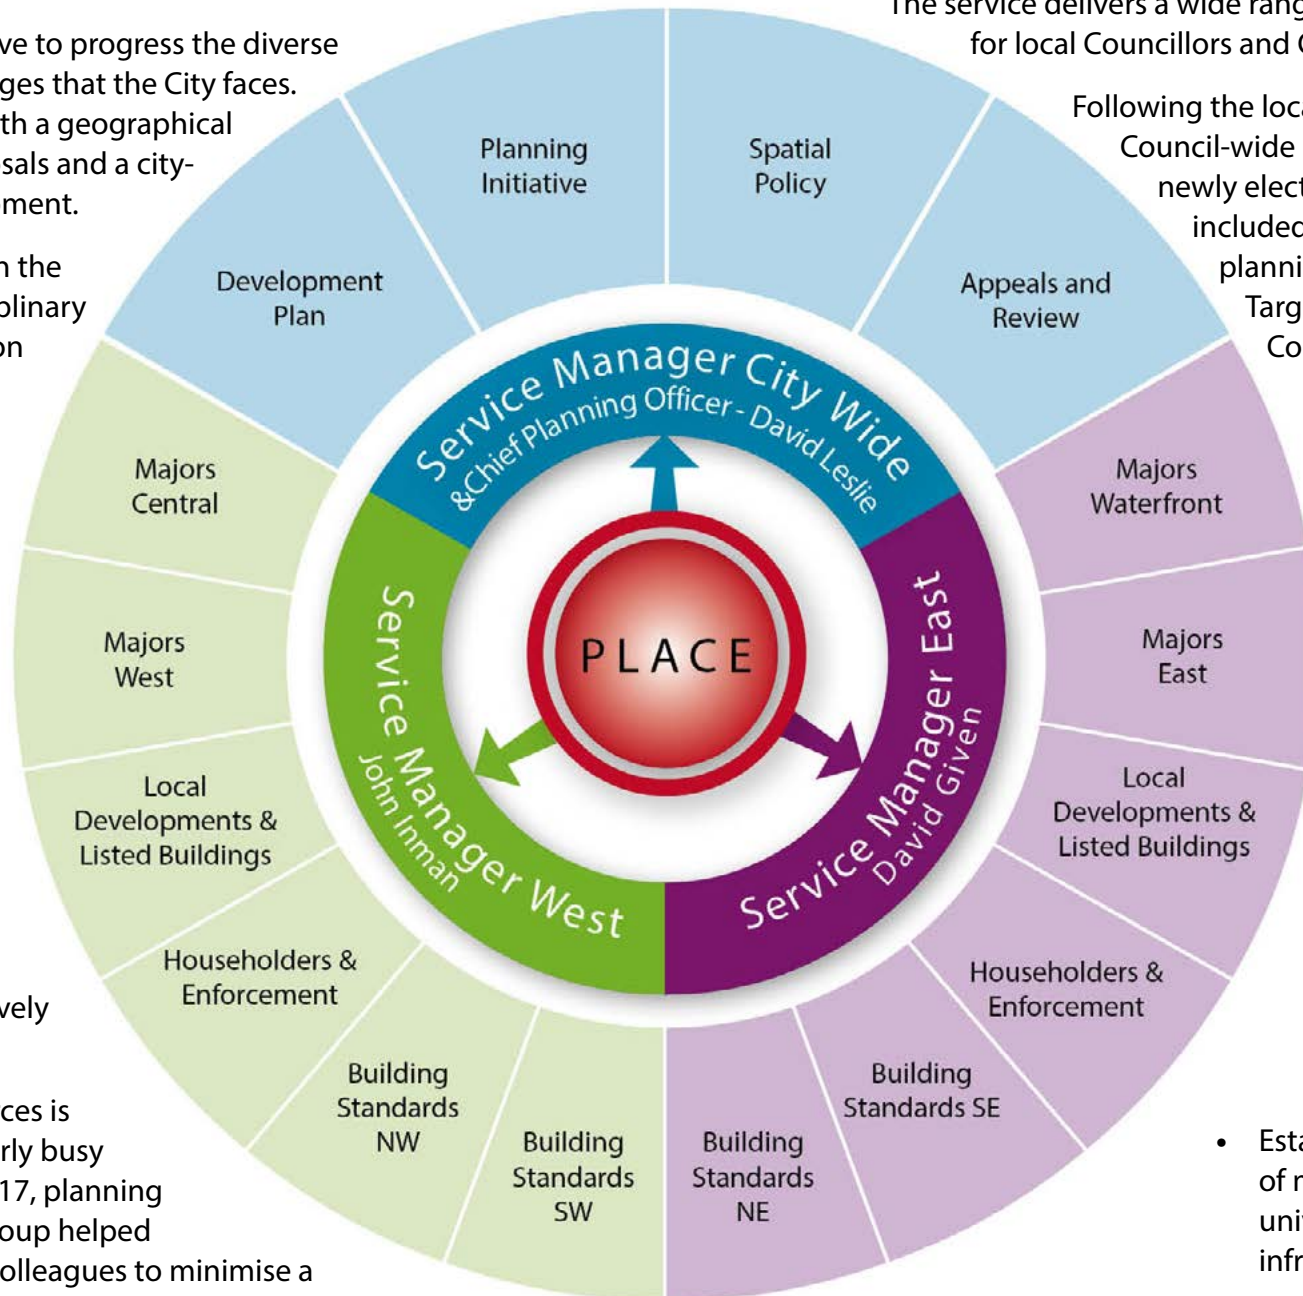 ve to progress the diverse
ges that the City faces.
th a geographical
sals and a city-
pment.
n the
plinary
on
vely
rces is
rly busy
17, planning
oup helped
olleagues to minimise a
The service delivers a wide rang
for local Councillors and C
Following the loca
Council-wide
newly elect
included
planni
Targ
Co
• Esta
of r
univ
infr
Planning
Initiative
Spatial
Policy
Development
Plan
Appeals and
Review
Majors
Central
Majors
West
Local
Developments &
Listed Buildings
Householders &
Enforcement
Building
Standards
NW
Building
Standards
SW
Building
Standards
NE
Building
Standards SE
Householders &
Enforcement
Local
Developments &
Listed Buildings
Majors
East
Majors
Waterfront
Service Manager City Wide
&Chief Planning Officer - David Leslie
Service Manager West
John Inman
Service Manager East
David Given
PLACE